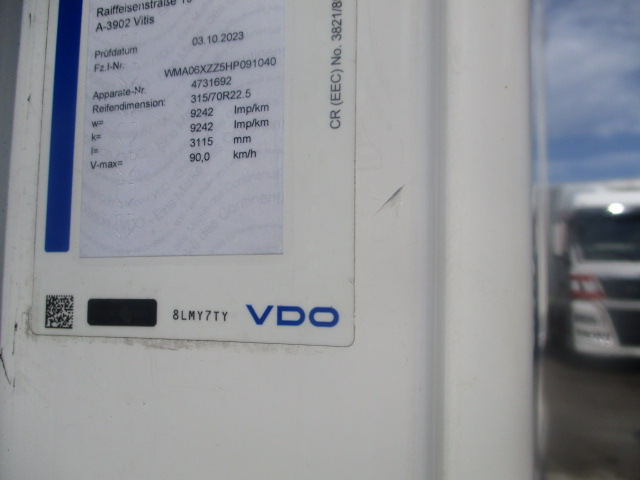 Raiffeisenstraße
A-3902 Vitis
Prüfdatum 03.10.2023
Fz.I-Nr. WMA06XZZ5HP091040
Apparate-Nr. 4731692
Reifendimension: 315/70R22.5
w= 9242 Imp/km
k= 9242 Imp/km
l= 3115 mm
V-max= 90,0 km/h
CR (EEC) No. 3821/8
8LMY7TY VDO